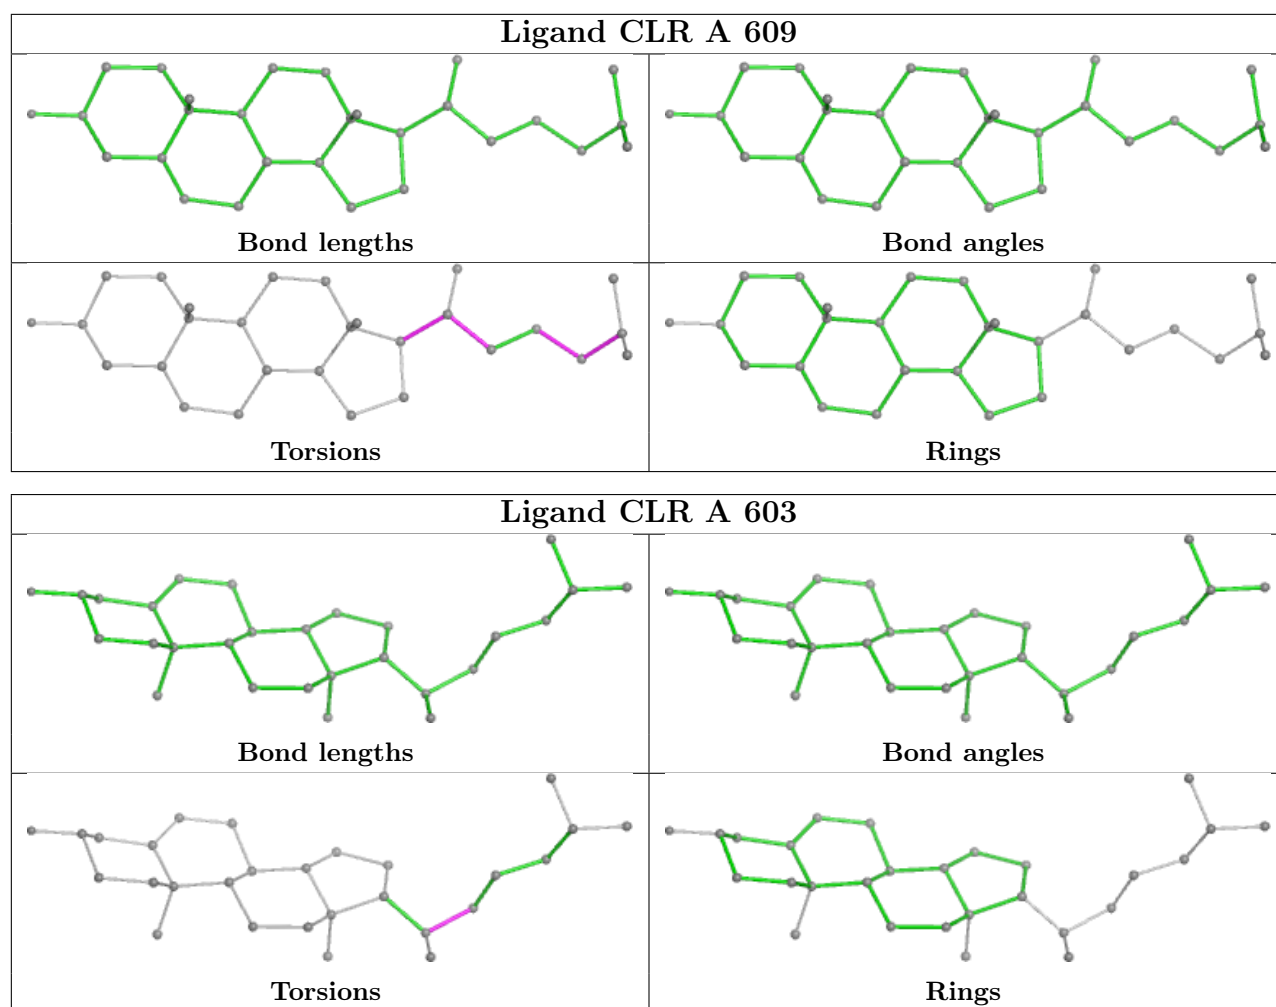 Ligand CLR A 609
Bond lengths
Bond angles
Torsions
Rings
Ligand CLR A 603
Bond lengths
Bond angles
Torsions
Rings